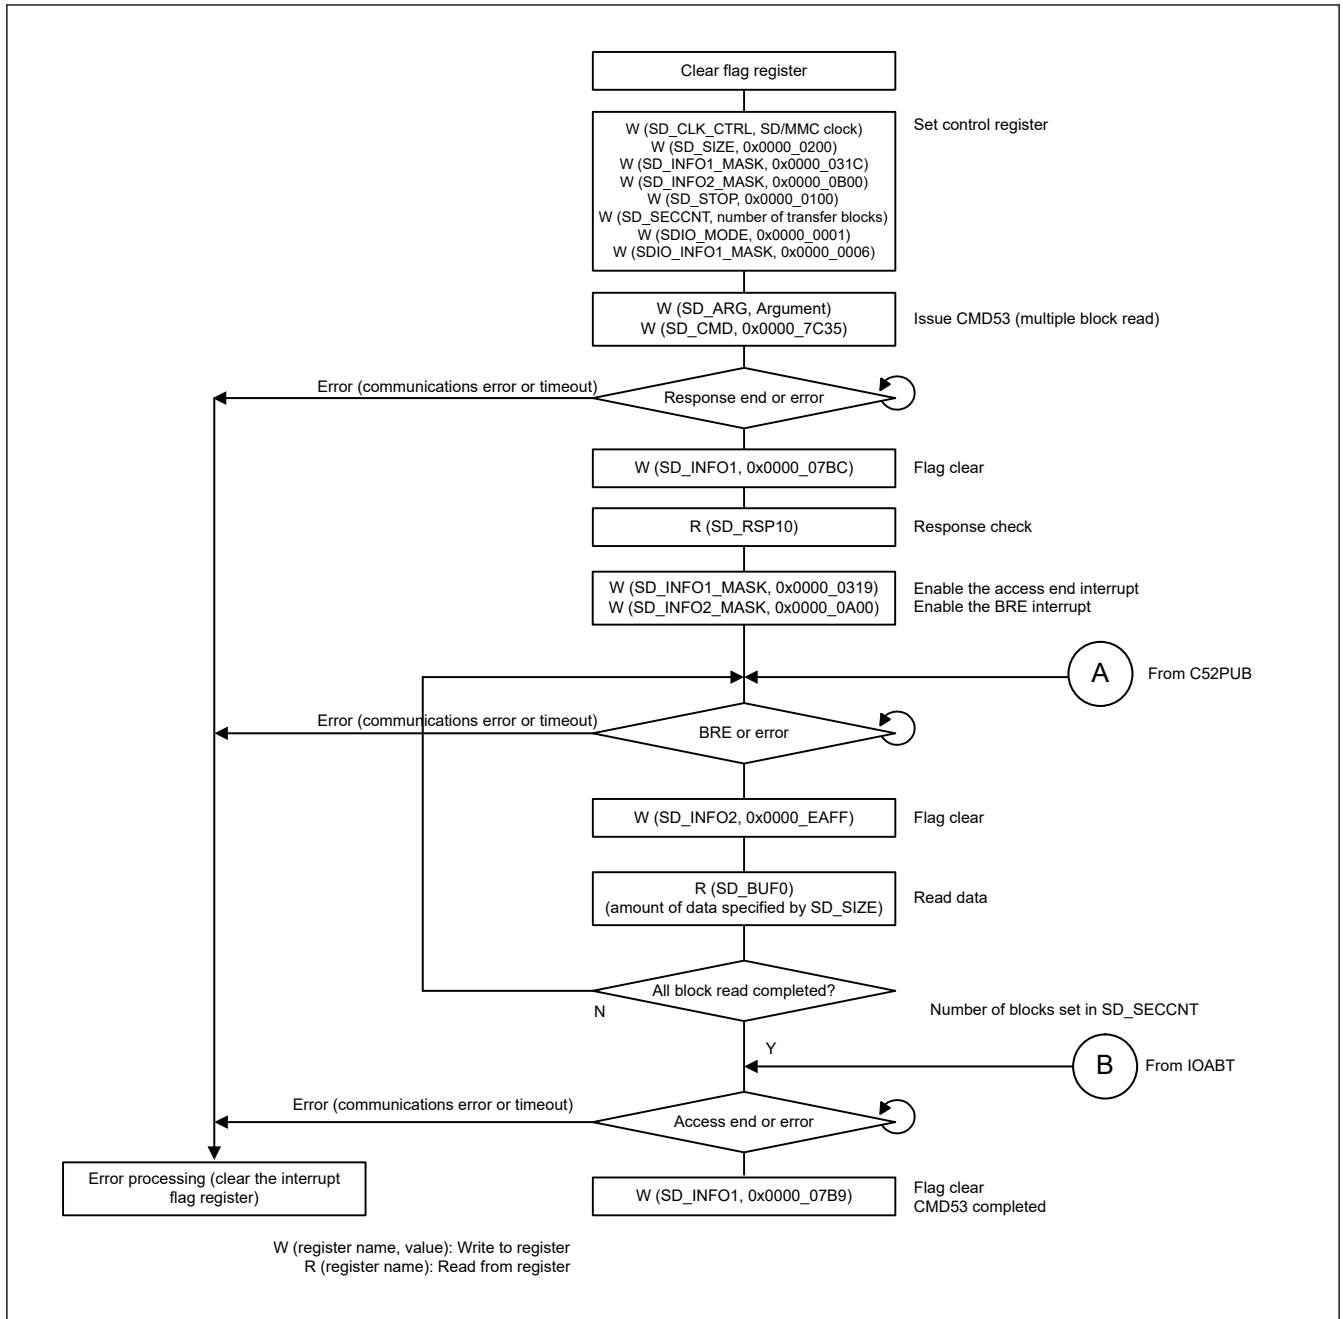 Clear flag register
W (SD_CLK_CTRL, SD/MMC clock)
W (SD_SIZE, 0x0000_0200)
W (SD_INFO1_MASK, 0x0000_031C)
W (SD_INFO2_MASK, 0x0000_0B00)
W (SD_STOP, 0x0000_0100)
W (SD_SECCNT, number of transfer blocks)
W (SDIO_MODE, 0x0000_0001)
W (SDIO_INFO1_MASK, 0x0000_0006)
Set control register
W (SD_ARG, Argument)
W (SD_CMD, 0x0000_7C35)
Issue CMD53 (multiple block read)
Error (communications error or timeout)
Response end or error
W (SD_INFO1, 0x0000_07BC)
Flag clear
R (SD_RSP10)
Response check
W (SD_INFO1_MASK, 0x0000_0319)
W (SD_INFO2_MASK, 0x0000_0A00)
Enable the access end interrupt
Enable the BRE interrupt
A
From C52PUB
Error (communications error or timeout)
BRE or error
W (SD_INFO2, 0x0000_EAFF)
Flag clear
R (SD_BUF0)
(amount of data specified by SD_SIZE)
Read data
All block read completed?
N
Number of blocks set in SD_SECCNT
Y
B
From IOABT
Error (communications error or timeout)
Access end or error
Error processing (clear the interrupt
flag register)
W (SD_INFO1, 0x0000_07B9)
Flag clear
CMD53 completed
W (register name, value): Write to register
R (register name): Read from register